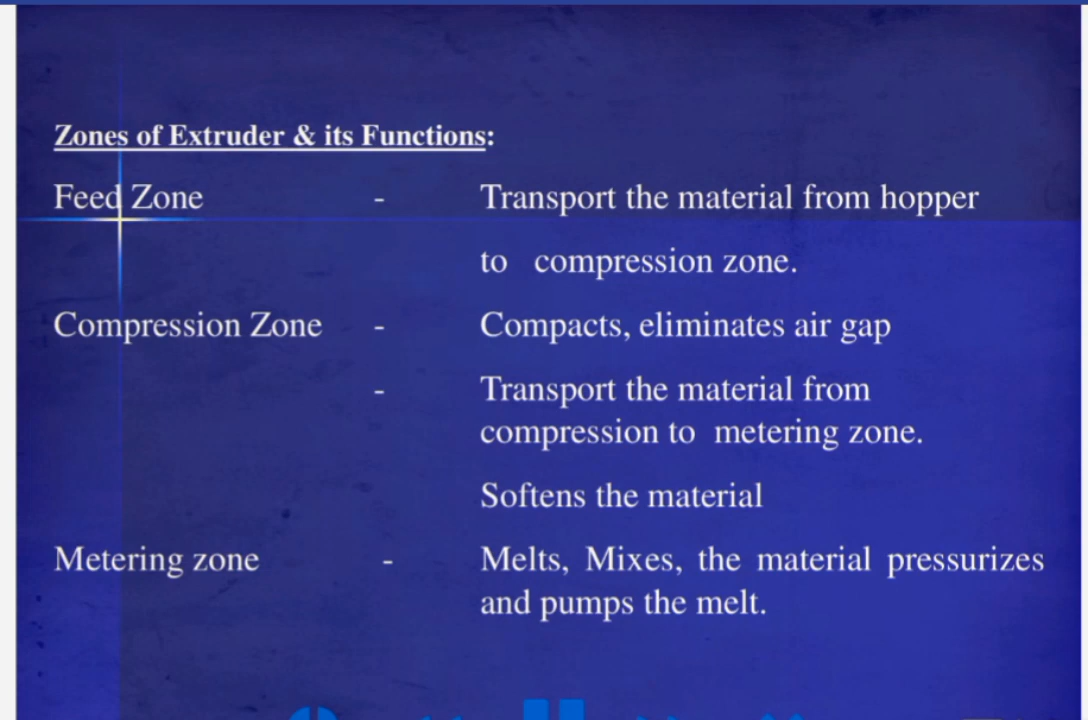 Zones of Extruder & its Functions:
Feed Zone - Transport the material from hopper
to compression zone.
Compression Zone - Compacts, eliminates air gap
- Transport the material from
compression to metering zone.
Softens the material
Metering zone - Melts, Mixes, the material pressurizes
and pumps the melt.